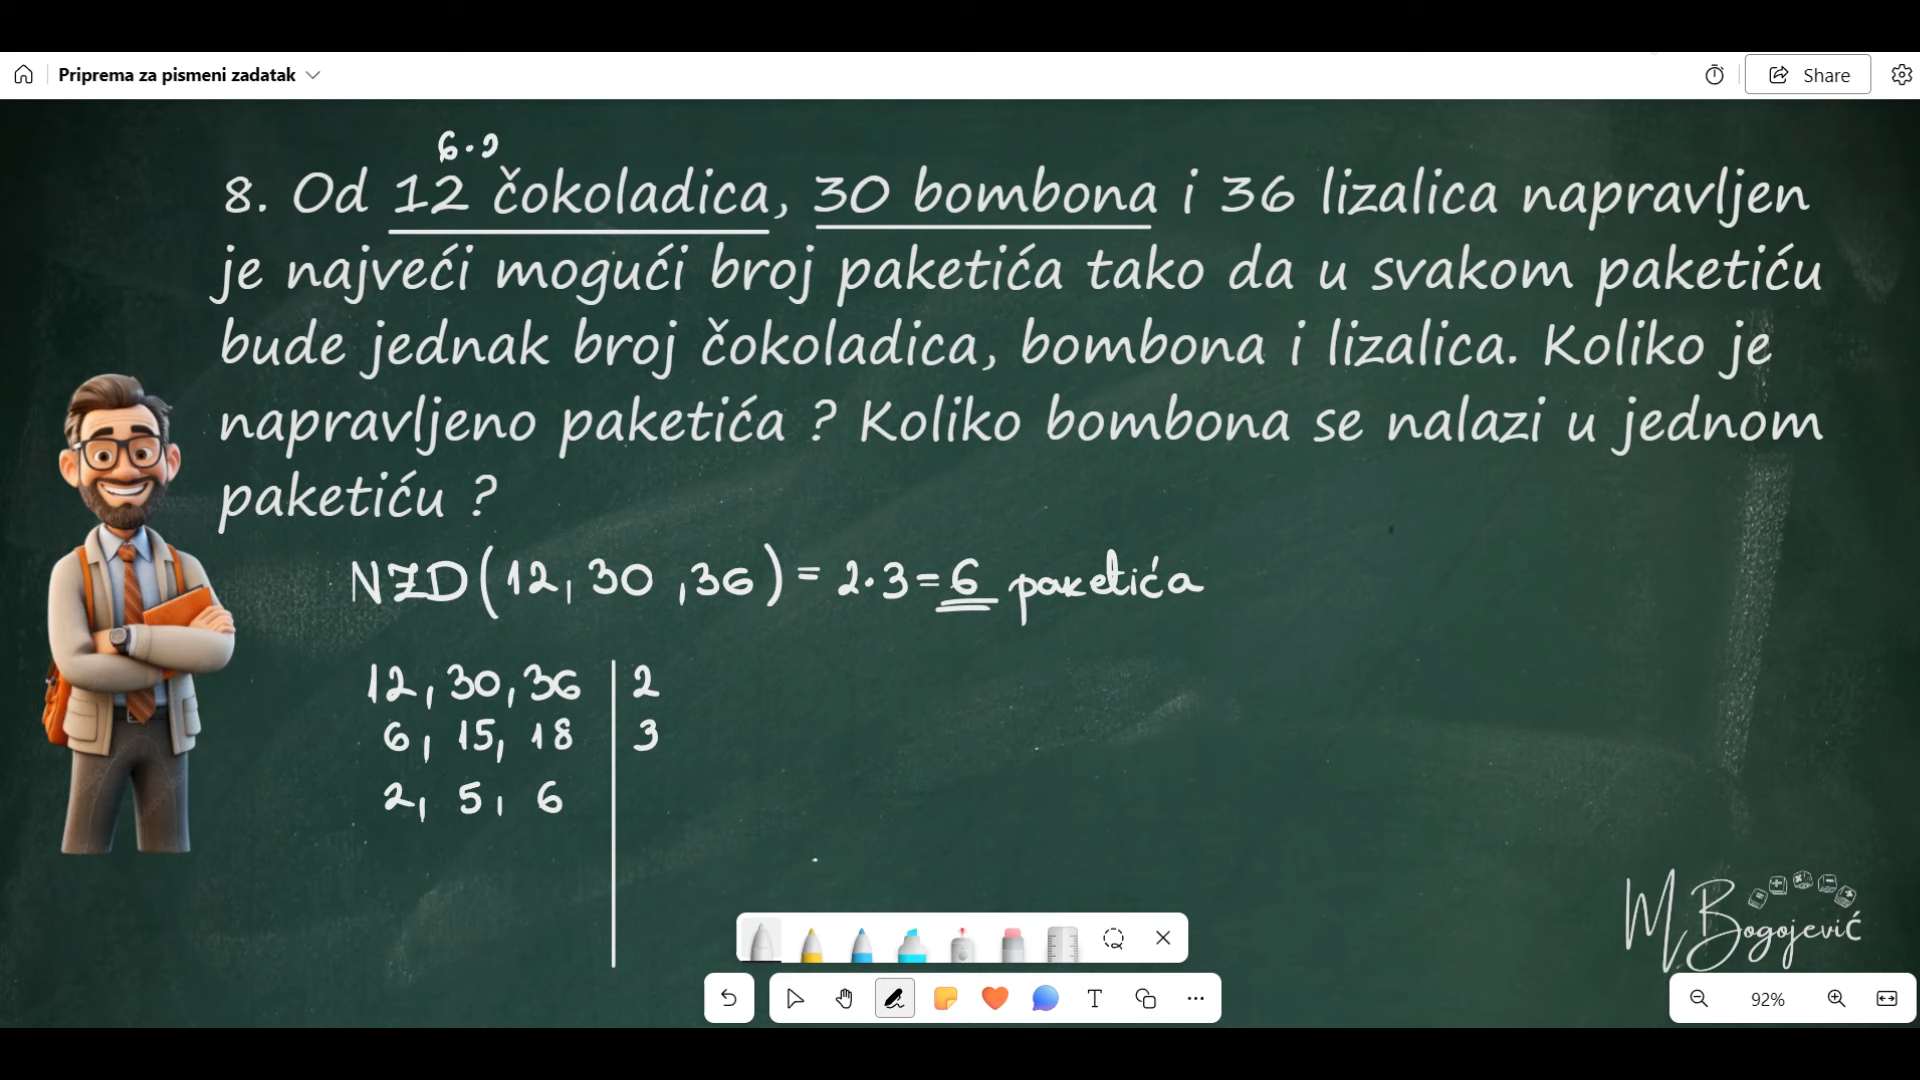 Priprema za pismeni zadatak
Share
6·2
8. Od 12 čokoladica, 30 bombona i 36 lizalica napravljen
je najveći mogući broj paketića tako da u svakom paketiću
bude jednak broj čokoladica, bombona i lizalica. Koliko je
napravljeno paketića ? Koliko bombona se nalazi u jednom
paketiću ?
NZD(12, 30 ,36) = 2·3=6 paketića
12, 30, 36 | 2
6, 15, 18 | 3
2, 5, 6
M. Bogojević
T
92%